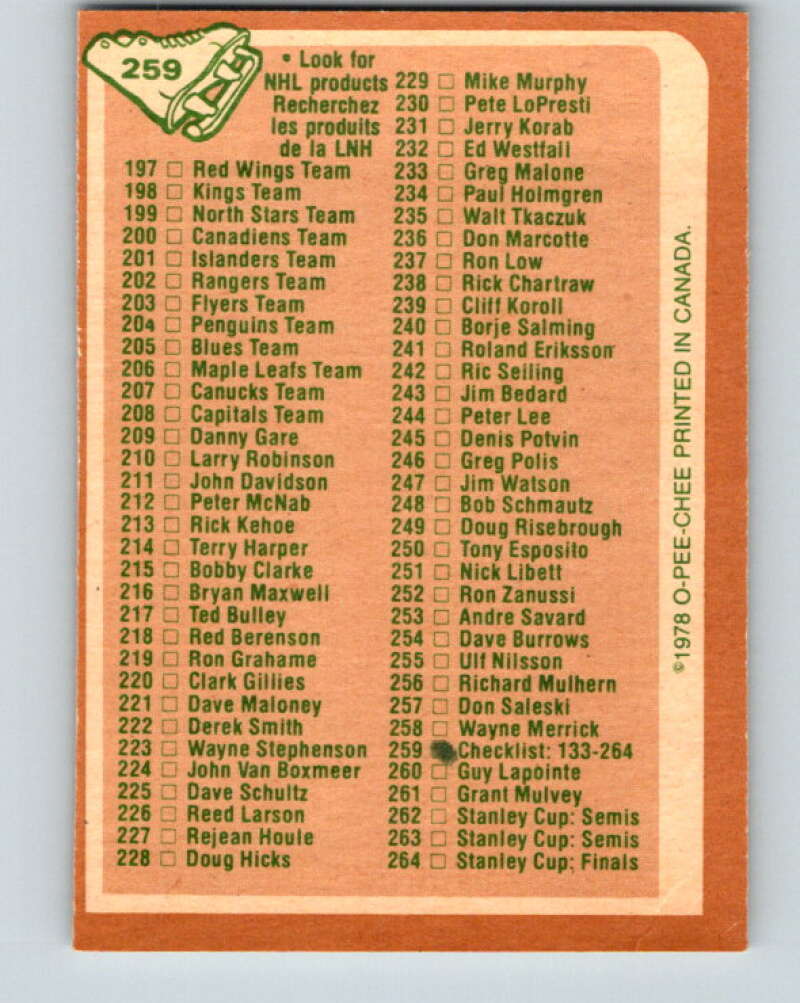 259
• Look for
NHL products
Recherchez
les produits
de la LNH
197 Red Wings Team
198 Kings Team
199 North Stars Team
200 Canadiens Team
201 Islanders Team
202 Rangers Team
203 Flyers Team
204 Penguins Team
205 Blues Team
206 Maple Leafs Team
207 Canucks Team
208 Capitals Team
209 Danny Gare
210 Larry Robinson
211 John Davidson
212 Peter McNab
213 Rick Kehoe
214 Terry Harper
215 Bobby Clarke
216 Bryan Maxwell
217 Ted Bulley
218 Red Berenson
219 Ron Grahame
220 Clark Gillies
221 Dave Maloney
222 Derek Smith
223 Wayne Stephenson
224 John Van Boxmeer
225 Dave Schultz
226 Reed Larson
227 Rejean Houle
228 Doug Hicks
229 Mike Murphy
230 Pete LoPresti
231 Jerry Korab
232 Ed Westfall
233 Greg Malone
234 Paul Holmgren
235 Walt Tkaczuk
236 Don Marcotte
237 Ron Low
238 Rick Chartraw
239 Cliff Koroll
240 Borje Salming
241 Roland Eriksson
242 Ric Seiling
243 Jim Bedard
244 Peter Lee
245 Denis Potvin
246 Greg Polis
247 Jim Watson
248 Bob Schmautz
249 Doug Risebrough
250 Tony Esposito
251 Nick Libett
252 Ron Zanussi
253 Andre Savard
254 Dave Burrows
255 Ulf Nilsson
256 Richard Mulhern
257 Don Saleski
258 Wayne Merrick
259 Checklist: 133-264
260 Guy Lapointe
261 Grant Mulvey
262 Stanley Cup: Semis
263 Stanley Cup: Semis
264 Stanley Cup: Finals
©1978 O-PEE-CHEE PRINTED IN CANADA.